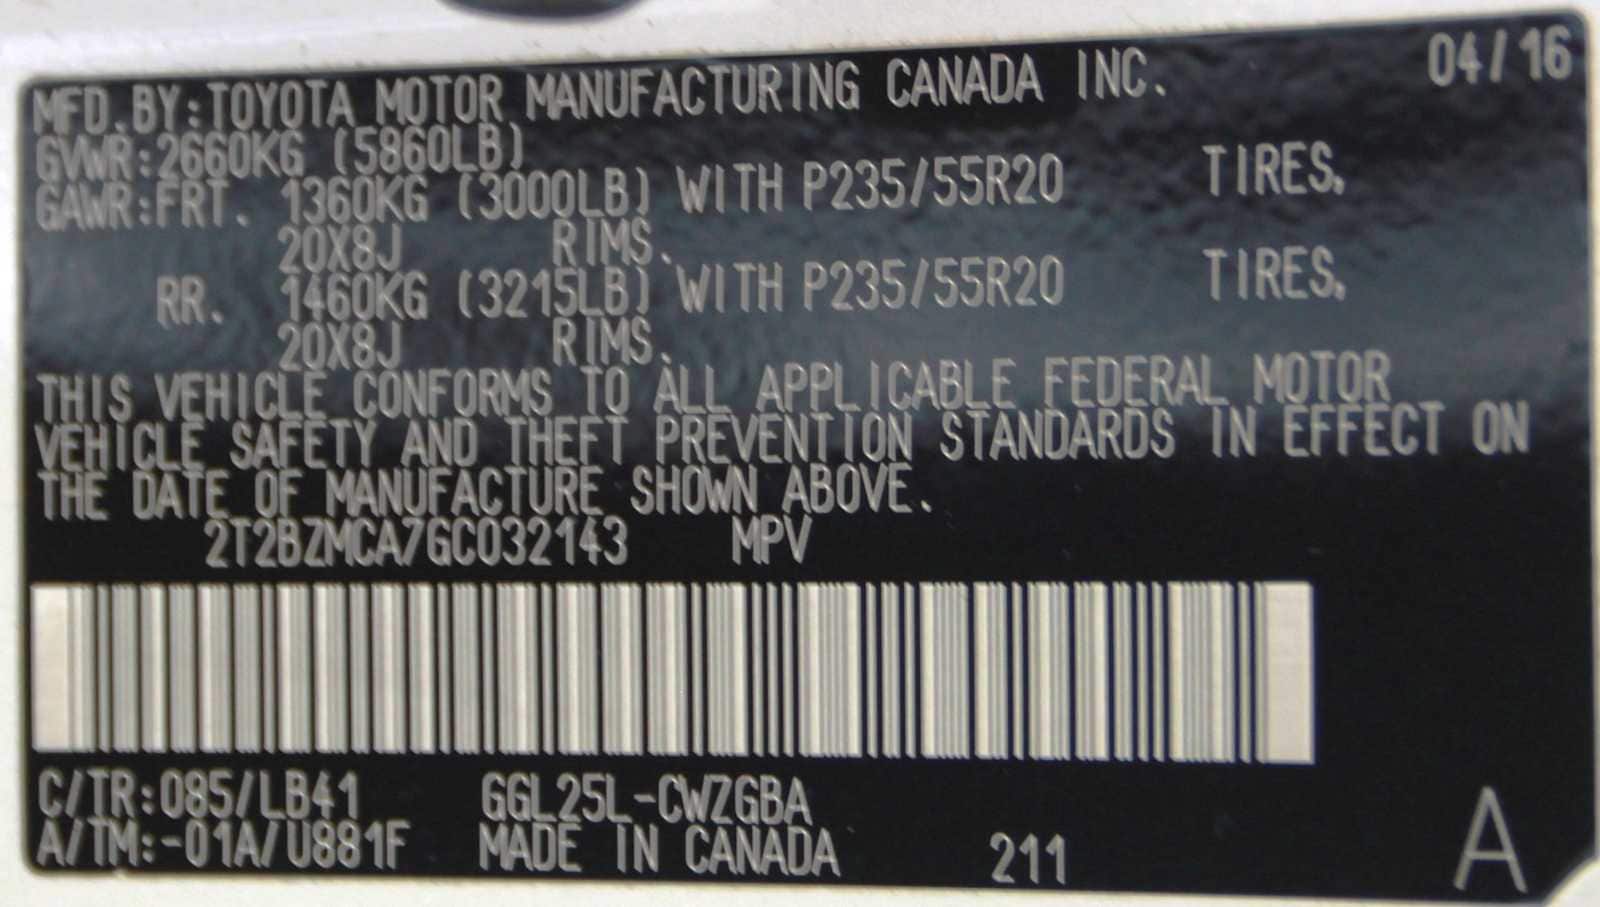 04/16
MFD.BY:TOYOTA MOTOR MANUFACTURING CANADA INC.
GVWR:2660KG (5860LB)
GAWR:FRT. 1360KG (3000LB) WITH P235/55R20 TIRES,
20X8J RIMS.
RR. 1460KG (3215LB) WITH P235/55R20 TIRES,
20X8J RIMS.
THIS VEHICLE CONFORMS TO ALL APPLICABLE FEDERAL MOTOR
VEHICLE SAFETY AND THEFT PREVENTION STANDARDS IN EFFECT ON
THE DATE OF MANUFACTURE SHOWN ABOVE.
2T2BZMCA7GC032143 MPV
C/TR:085/LB41 GGL25L-CWZGBA
A/TM:-01A/U881F MADE IN CANADA 211
A